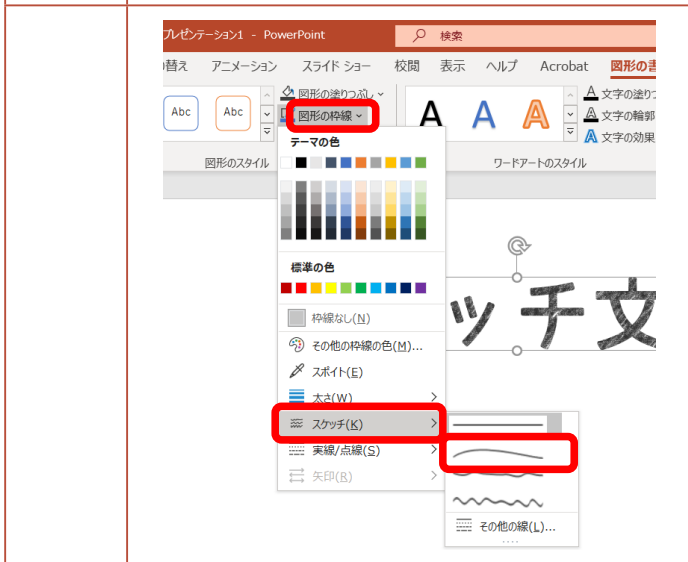 プレゼンテーション1 - PowerPoint
検索
替え アニメーション スライド ショー 校閲 表示 ヘルプ Acrobat 図形の書
Abc Abc
図形の塗りつぶし
図形の枠線
A A A
A 文字の塗りつ
A 文字の輪郭
A 文字の効果
図形のスタイル
ワードアートのスタイル
テーマの色
標準の色
枠線なし(N)
その他の枠線の色(M)...
スポイト(E)
太さ(W)
スケッチ(K)
実線/点線(S)
矢印(R)
ッチ文
その他の線(L)...